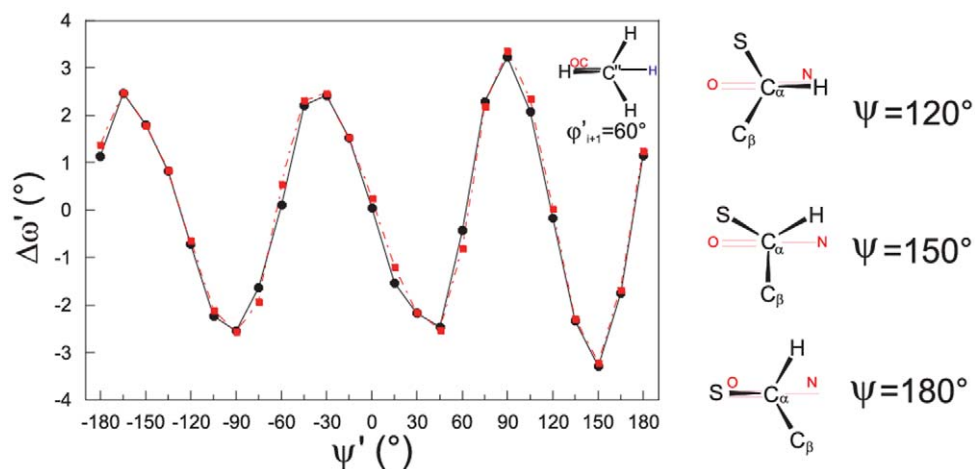 4
3
2
1
0
-1
-2
-3
-4
Δω' (°)
-180 -150 -120 -90 -60 -30 0 30 60 90 120 150 180
ψ' (°)
H
H OC C'' H
H
φ'i+1=60°
S
O N
Cα H
Cβ
Ψ=120°
S H
O Cα N
Cβ
Ψ=150°
H
S O N
Cα
Cβ
Ψ=180°